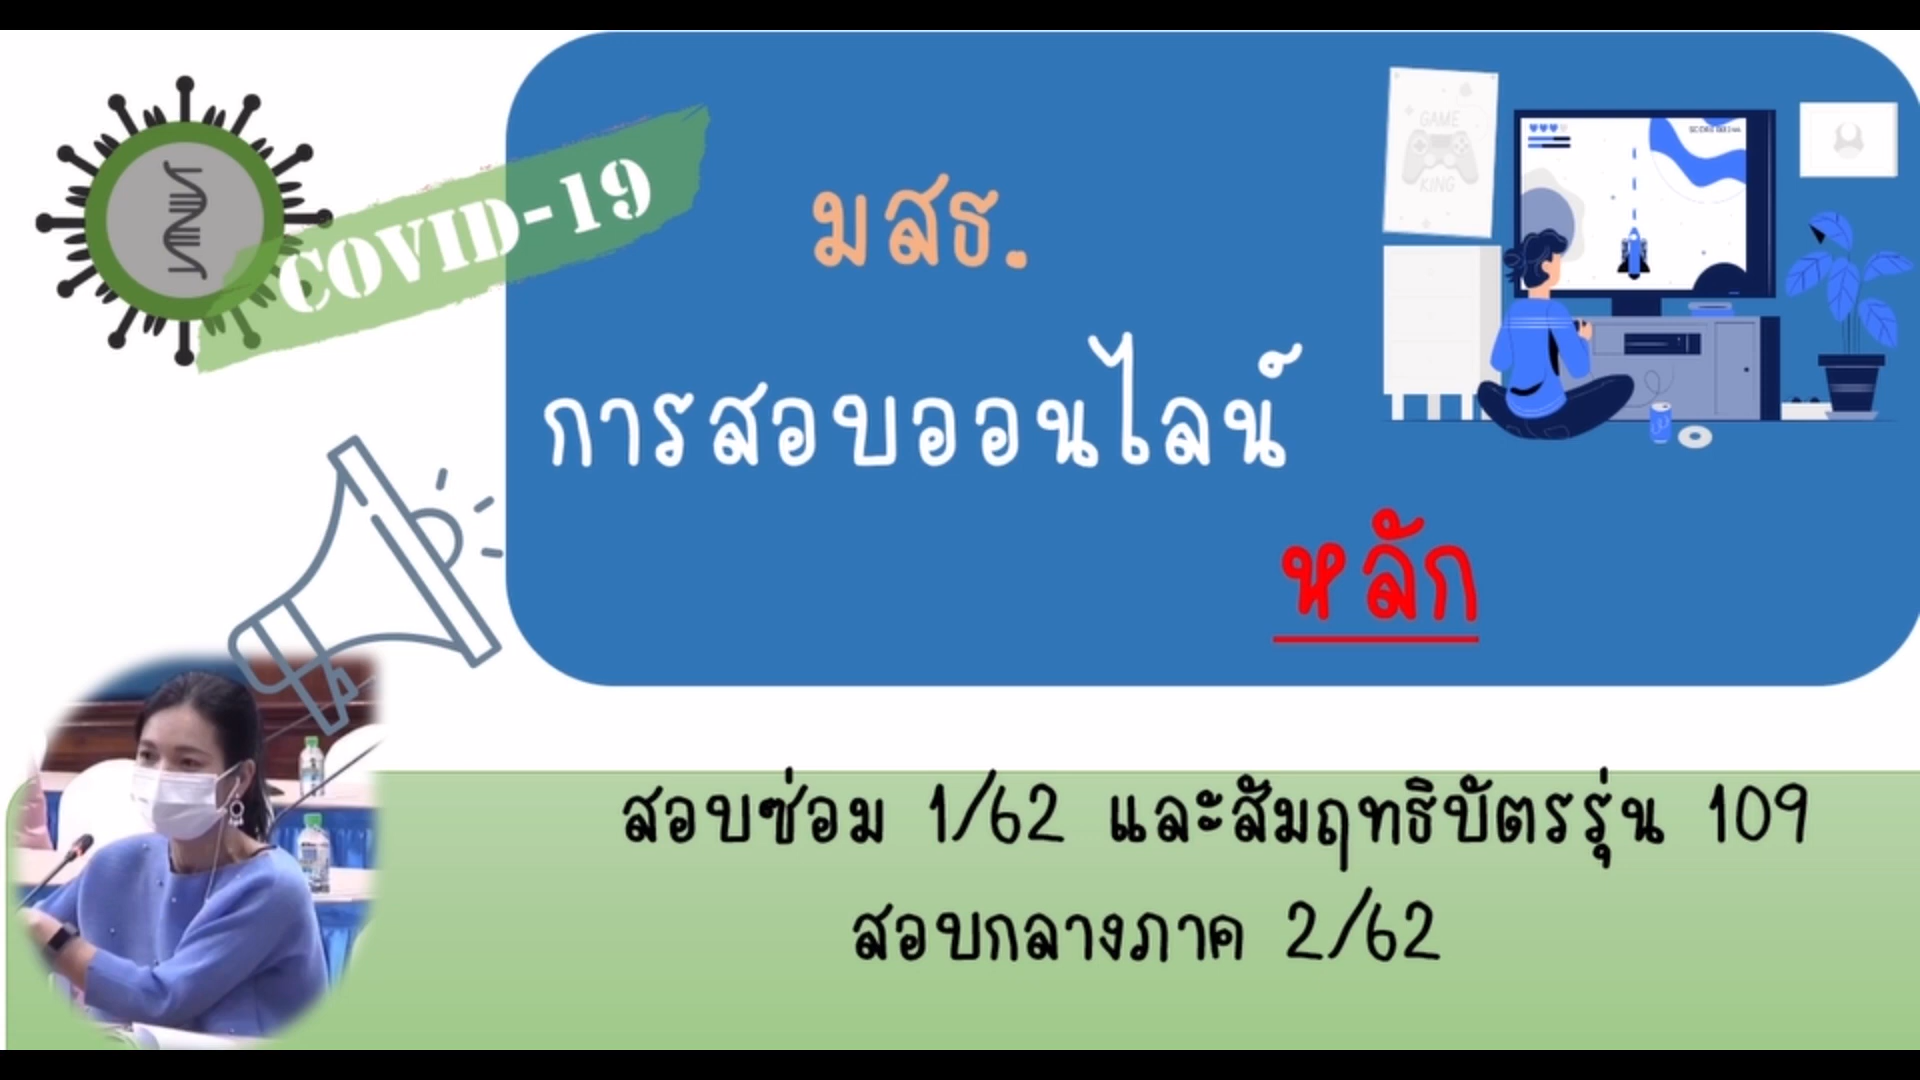 COVID-19
มสธ.
การสอบออนไลน์
หลัก
GAME
KING
สอบซ่อม 1/62 และสัมฤทธิบัตรรุ่น 109
สอบกลางภาค 2/62